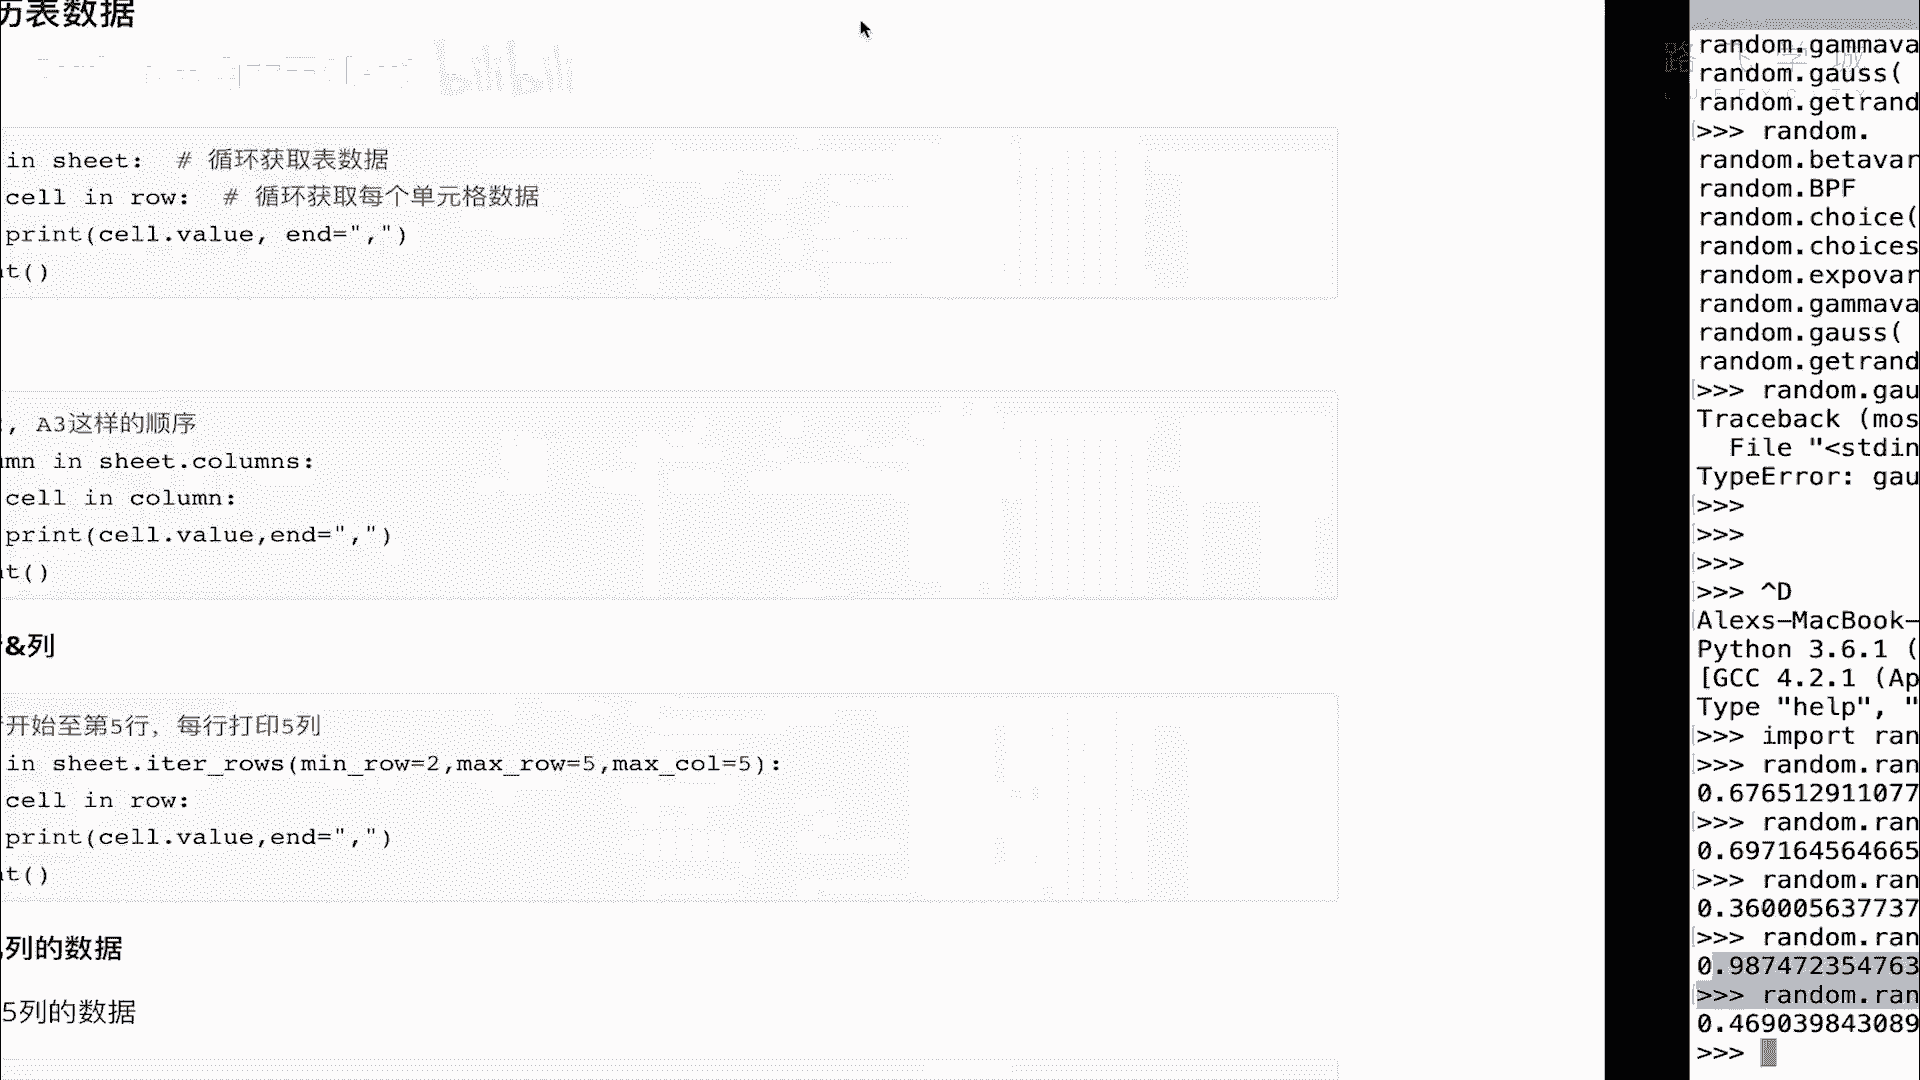 历表数据
in sheet:  # 循环获取表数据
cell in row:  # 循环获取每个单元格数据
print(cell.value, end=",")
nt()
, A3这样的顺序
umn in sheet.columns:
cell in column:
print(cell.value,end=",")
nt()
&列
开始至第5行，每行打印5列
in sheet.iter_rows(min_row=2,max_row=5,max_col=5):
cell in row:
print(cell.value,end=",")
nt()
列的数据
5列的数据
bilibili
路飞学城
random.gammava
random.gauss(
random.getrand
>>> random.
random.betavar
random.BPF
random.choice(
random.choices
random.expovar
random.gammava
random.gauss(
random.getrand
>>> random.gau
Traceback (mos
File "<stdin
TypeError: gau
>>>
>>>
>>>
>>> ^D
Alexs-MacBook-
Python 3.6.1 (
[GCC 4.2.1 (Ap
Type "help", "
>>> import ran
>>> random.ran
0.676512911077
>>> random.ran
0.697164564665
>>> random.ran
0.360005637737
>>> random.ran
0.987472354763
>>> random.ran
0.469039843089
>>>